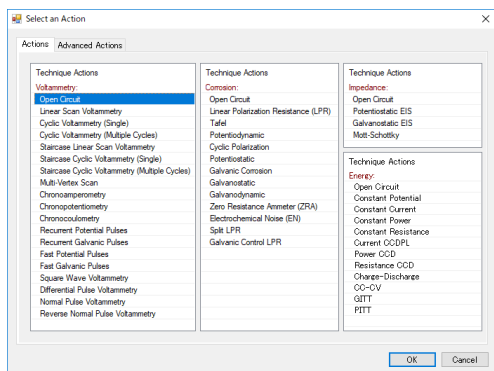 Select an Action
Actions
Advanced Actions
Technique Actions
Voltammetry:
Open Circuit
Linear Scan Voltammetry
Cyclic Voltammetry (Single)
Cyclic Voltammetry (Multiple Cycles)
Staircase Linear Scan Voltammetry
Staircase Cyclic Voltammetry (Single)
Staircase Cyclic Voltammetry (Multiple Cycles)
Multi-Vertex Scan
Chronoamperometry
Chronopotentiometry
Chronocoulometry
Recurrent Potential Pulses
Recurrent Galvanic Pulses
Fast Potential Pulses
Fast Galvanic Pulses
Square Wave Voltammetry
Differential Pulse Voltammetry
Normal Pulse Voltammetry
Reverse Normal Pulse Voltammetry
Technique Actions
Corrosion:
Open Circuit
Linear Polarization Resistance (LPR)
Tafel
Potentiodynamic
Cyclic Polarization
Potentiostatic
Galvanic Corrosion
Galvanostatic
Galvanodynamic
Zero Resistance Ammeter (ZRA)
Electrochemical Noise (EN)
Split LPR
Galvanic Control LPR
Technique Actions
Impedance:
Open Circuit
Potentiostatic EIS
Galvanostatic EIS
Mott-Schottky
Technique Actions
Energy:
Open Circuit
Constant Potential
Constant Current
Constant Power
Constant Resistance
Current CCDPL
Power CCD
Resistance CCD
Charge-Discharge
CC-CV
GITT
PITT
OK
Cancel